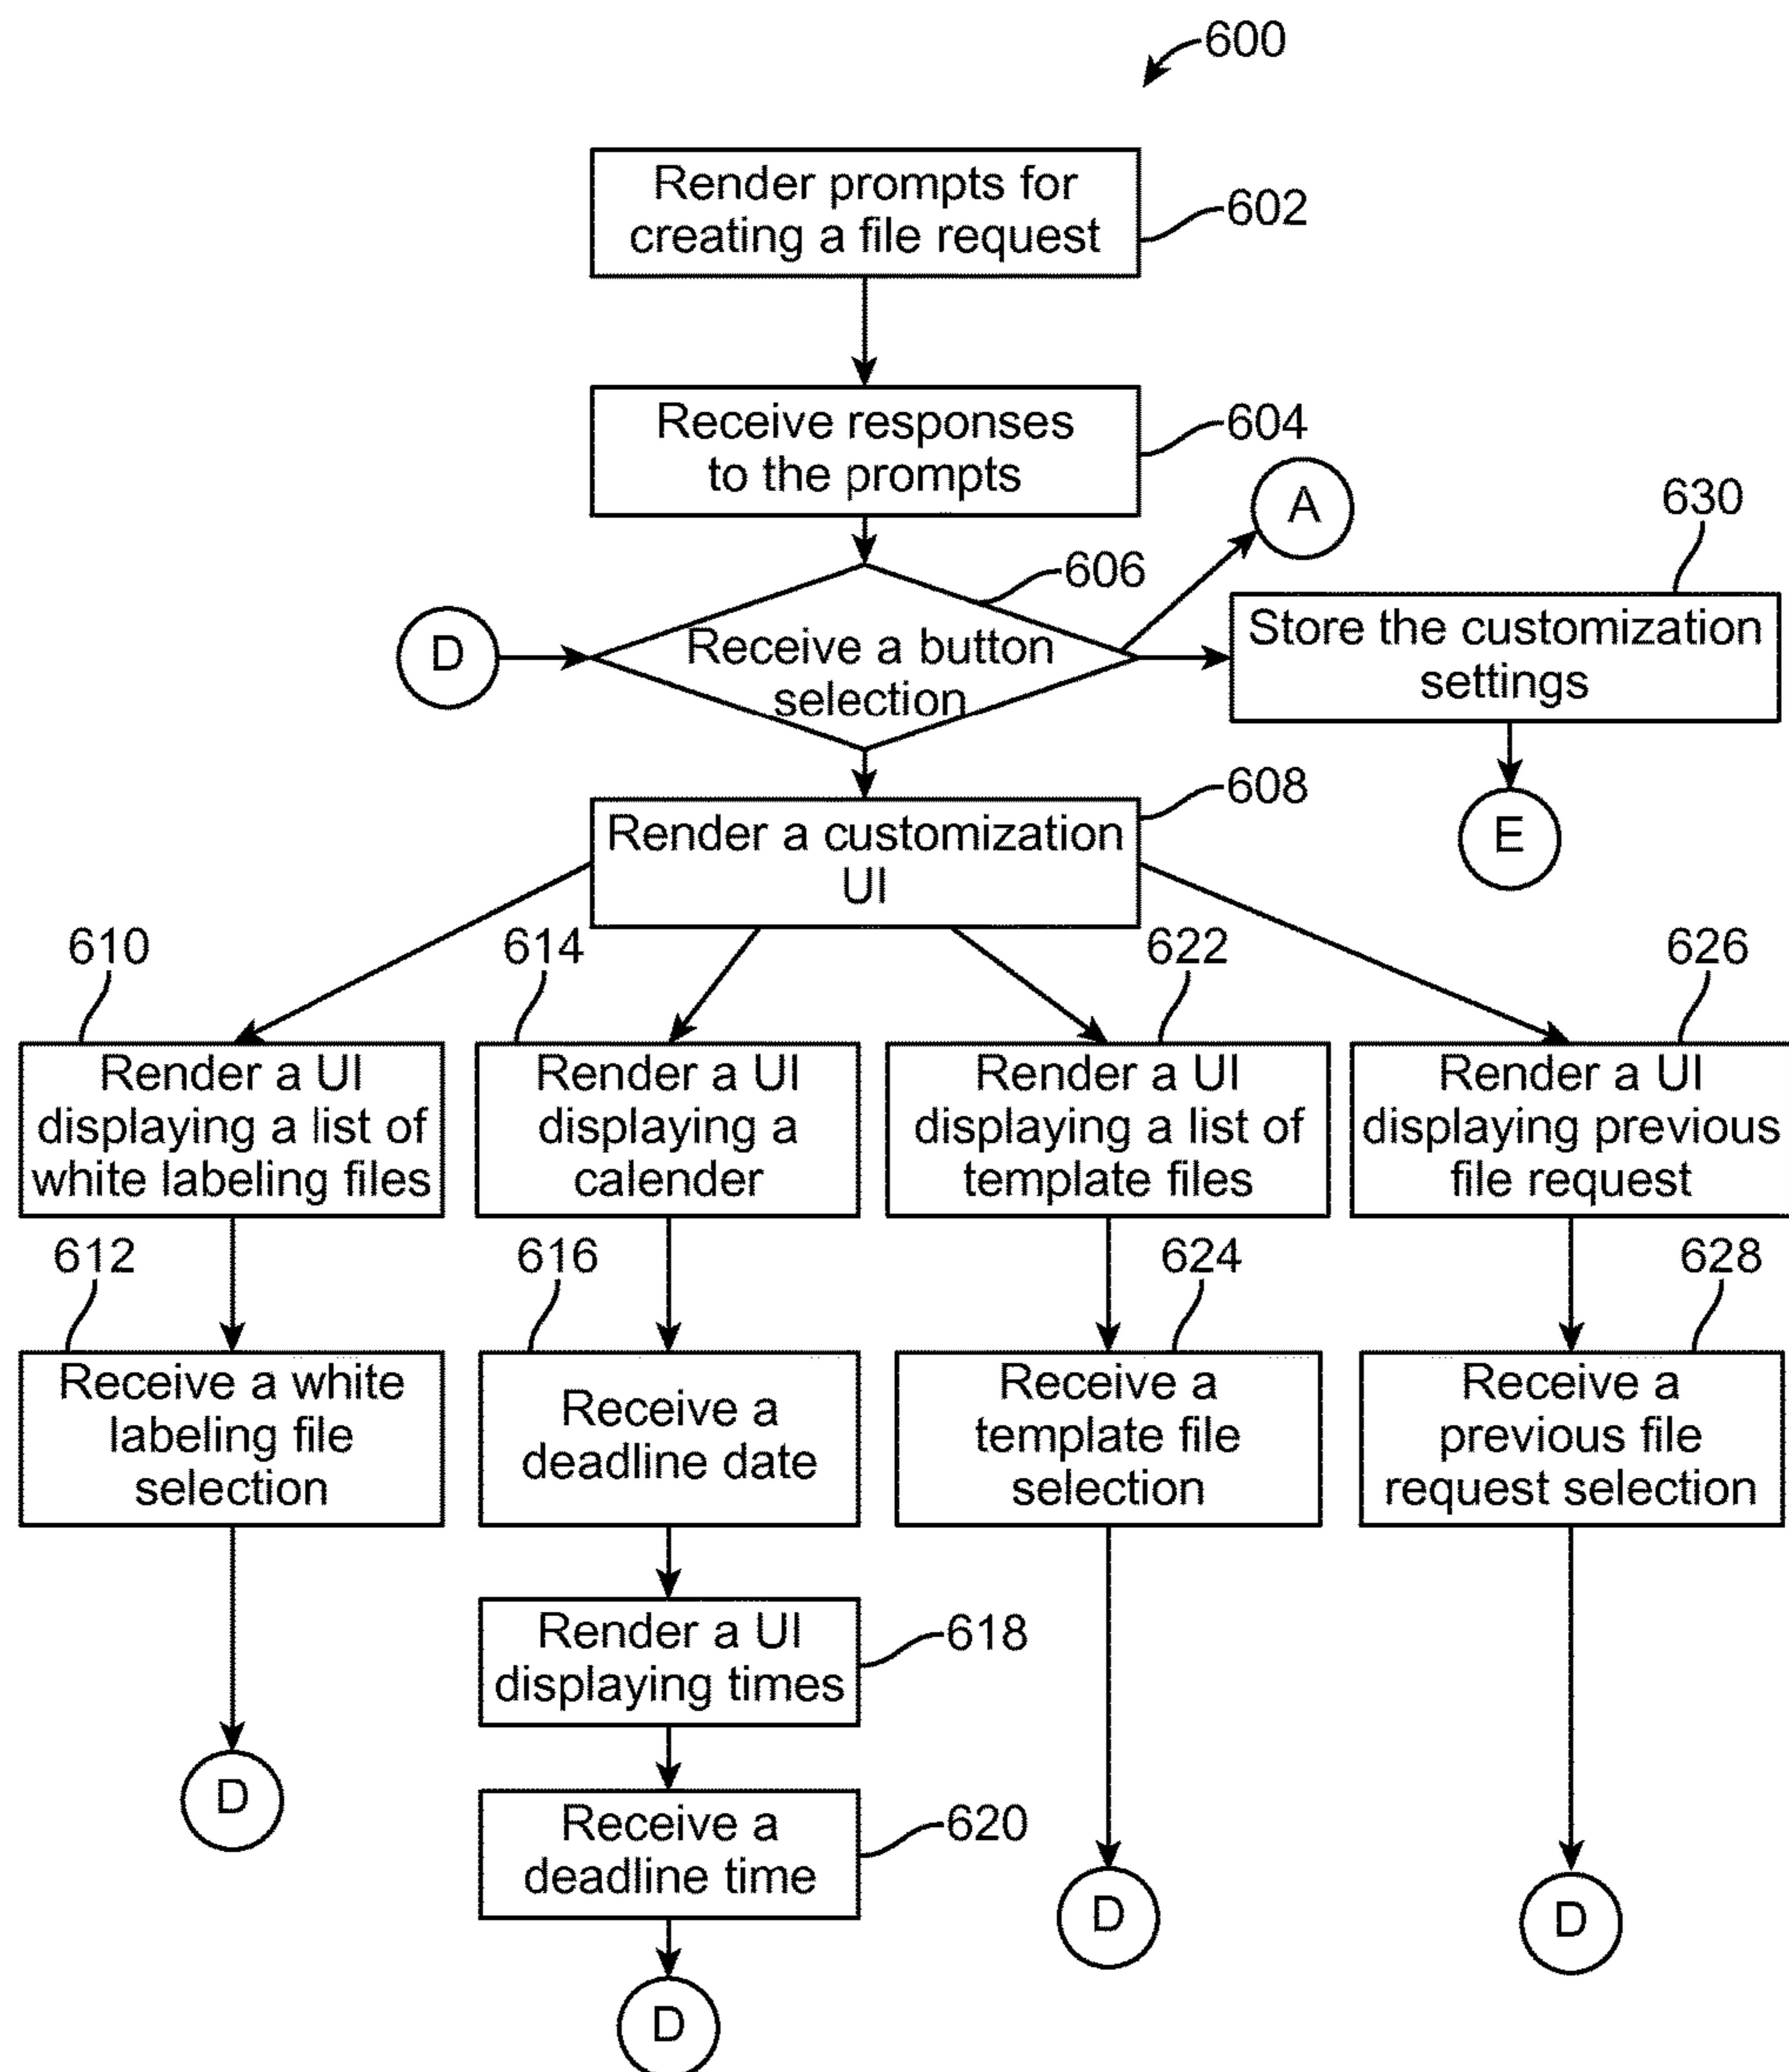 600
Render prompts for
creating a file request
602
Receive responses
to the prompts
604
A
630
606
D
Receive a button
selection
Store the customization
settings
608
Render a customization
UI
E
610
614
622
626
Render a UI
displaying a list of
white labeling files
Render a UI
displaying a
calender
Render a UI
displaying a list of
template files
Render a UI
displaying previous
file request
612
616
624
628
Receive a white
labeling file
selection
Receive a
deadline date
Receive a
template file
selection
Receive a
previous file
request selection
Render a UI
displaying times
618
D
Receive a
deadline time
620
D
D
D